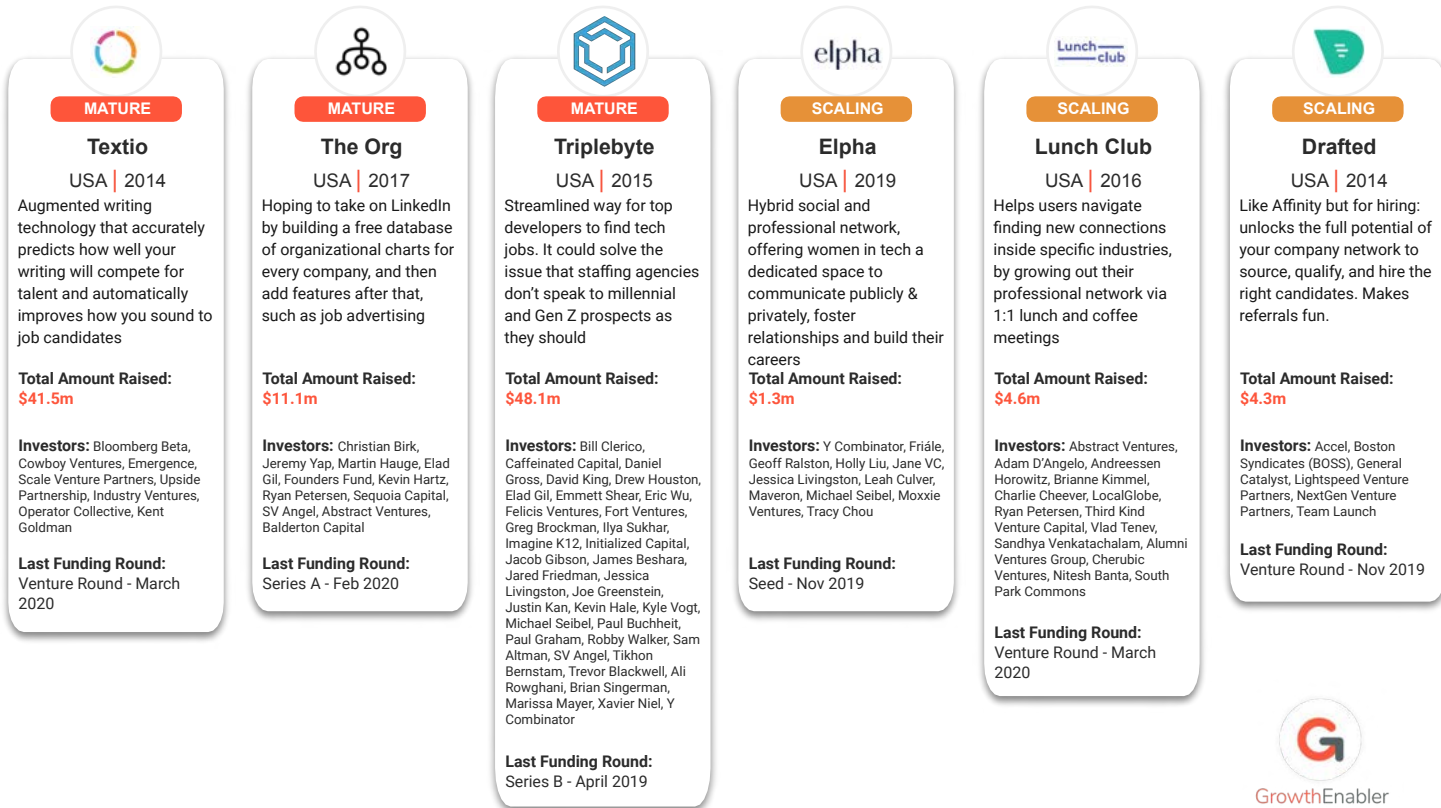 MATURE
Textio
USA | 2014
Augmented writing
technology that accurately
predicts how well your
writing will compete for
talent and automatically
improves how you sound to
job candidates
Total Amount Raised:
$41.5m
Investors: Bloomberg Beta,
Cowboy Ventures, Emergence,
Scale Venture Partners, Upside
Partnership, Industry Ventures,
Operator Collective, Kent
Goldman
Last Funding Round:
Venture Round - March
2020
MATURE
The Org
USA | 2017
Hoping to take on LinkedIn
by building a free database
of organizational charts for
every company, and then
add features after that,
such as job advertising
Total Amount Raised:
$11.1m
Investors: Christian Birk,
Jeremy Yap, Martin Hauge, Elad
Gil, Founders Fund, Kevin Hartz,
Ryan Petersen, Sequoia Capital,
SV Angel, Abstract Ventures,
Balderton Capital
Last Funding Round:
Series A - Feb 2020
MATURE
Triplebyte
USA | 2015
Streamlined way for top
developers to find tech
jobs. It could solve the
issue that staffing agencies
don’t speak to millennial
and Gen Z prospects as
they should
Total Amount Raised:
$48.1m
Investors: Bill Clerico,
Caffeinated Capital, Daniel
Gross, David King, Drew Houston,
Elad Gil, Emmett Shear, Eric Wu,
Felicis Ventures, Fort Ventures,
Greg Brockman, Ilya Sukhar,
Imagine K12, Initialized Capital,
Jacob Gibson, James Beshara,
Jared Friedman, Jessica
Livingston, Joe Greenstein,
Justin Kan, Kevin Hale, Kyle Vogt,
Michael Seibel, Paul Buchheit,
Paul Graham, Robby Walker, Sam
Altman, SV Angel, Tikhon
Bernstam, Trevor Blackwell, Ali
Rowghani, Brian Singerman,
Marissa Mayer, Xavier Niel, Y
Combinator
Last Funding Round:
Series B - April 2019
elpha
SCALING
Elpha
USA | 2019
Hybrid social and
professional network,
offering women in tech a
dedicated space to
communicate publicly &
privately, foster
relationships and build their
careers
Total Amount Raised:
$1.3m
Investors: Y Combinator, Friále,
Geoff Ralston, Holly Liu, Jane VC,
Jessica Livingston, Leah Culver,
Maveron, Michael Seibel, Moxxie
Ventures, Tracy Chou
Last Funding Round:
Seed - Nov 2019
Lunch
club
SCALING
Lunch Club
USA | 2016
Helps users navigate
finding new connections
inside specific industries,
by growing out their
professional network via
1:1 lunch and coffee
meetings
Total Amount Raised:
$4.6m
Investors: Abstract Ventures,
Adam D’Angelo, Andreessen
Horowitz, Brianne Kimmel,
Charlie Cheever, LocalGlobe,
Ryan Petersen, Third Kind
Venture Capital, Vlad Tenev,
Sandhya Venkatachalam, Alumni
Ventures Group, Cherubic
Ventures, Nitesh Banta, South
Park Commons
Last Funding Round:
Venture Round - March
2020
SCALING
Drafted
USA | 2014
Like Affinity but for hiring:
unlocks the full potential of
your company network to
source, qualify, and hire the
right candidates. Makes
referrals fun.
Total Amount Raised:
$4.3m
Investors: Accel, Boston
Syndicates (BOSS), General
Catalyst, Lightspeed Venture
Partners, NextGen Venture
Partners, Team Launch
Last Funding Round:
Venture Round - Nov 2019
G
GrowthEnabler